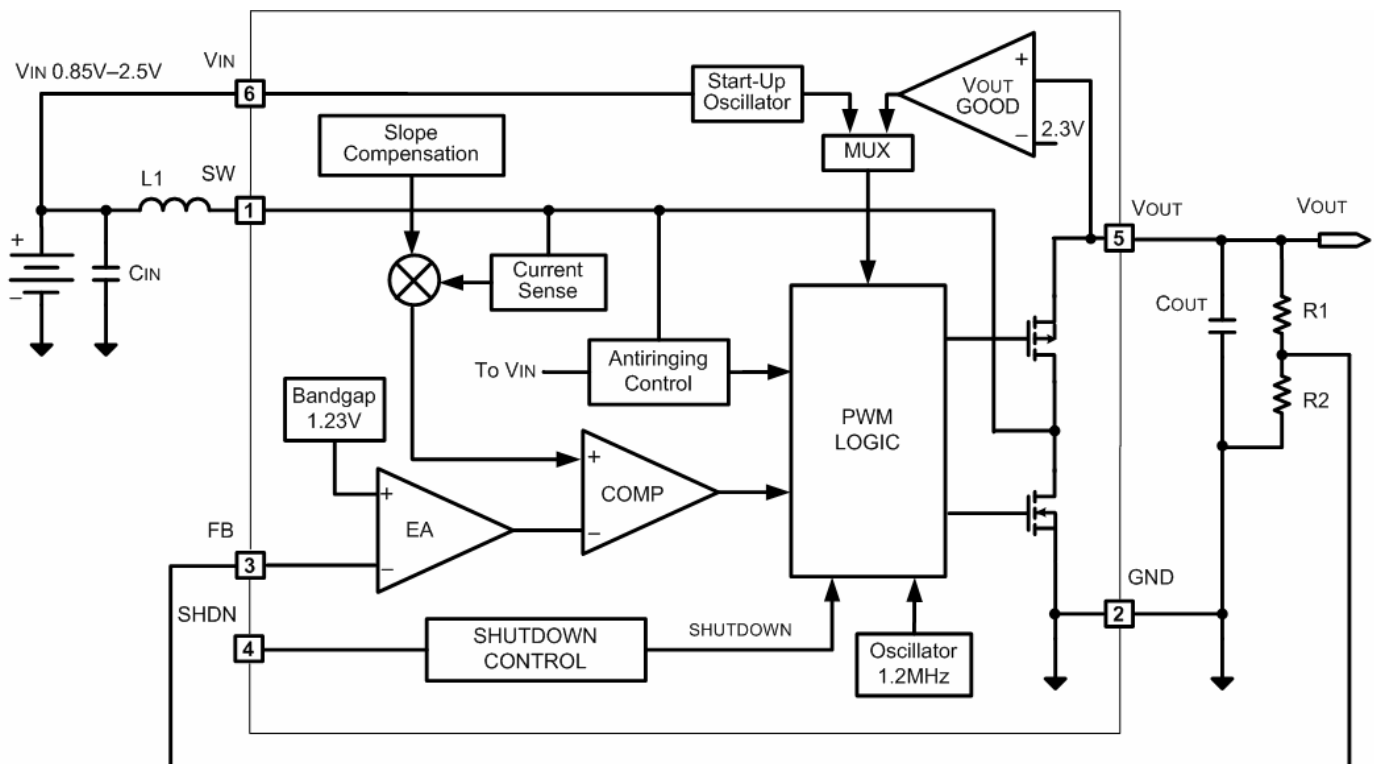 VIN 0.85V–2.5V
VIN
6
Start-Up
Oscillator
+
VOUT
GOOD
−
2.3V
MUX
Slope
Compensation
L1
SW
1
+
−
CIN
Current
Sense
VOUT
5
VOUT
COUT
R1
R2
To VIN
Antiringing
Control
PWM
LOGIC
Bandgap
1.23V
+
COMP
−
+
EA
−
FB
3
GND
2
SHDN
4
SHUTDOWN
CONTROL
SHUTDOWN
Oscillator
1.2MHz